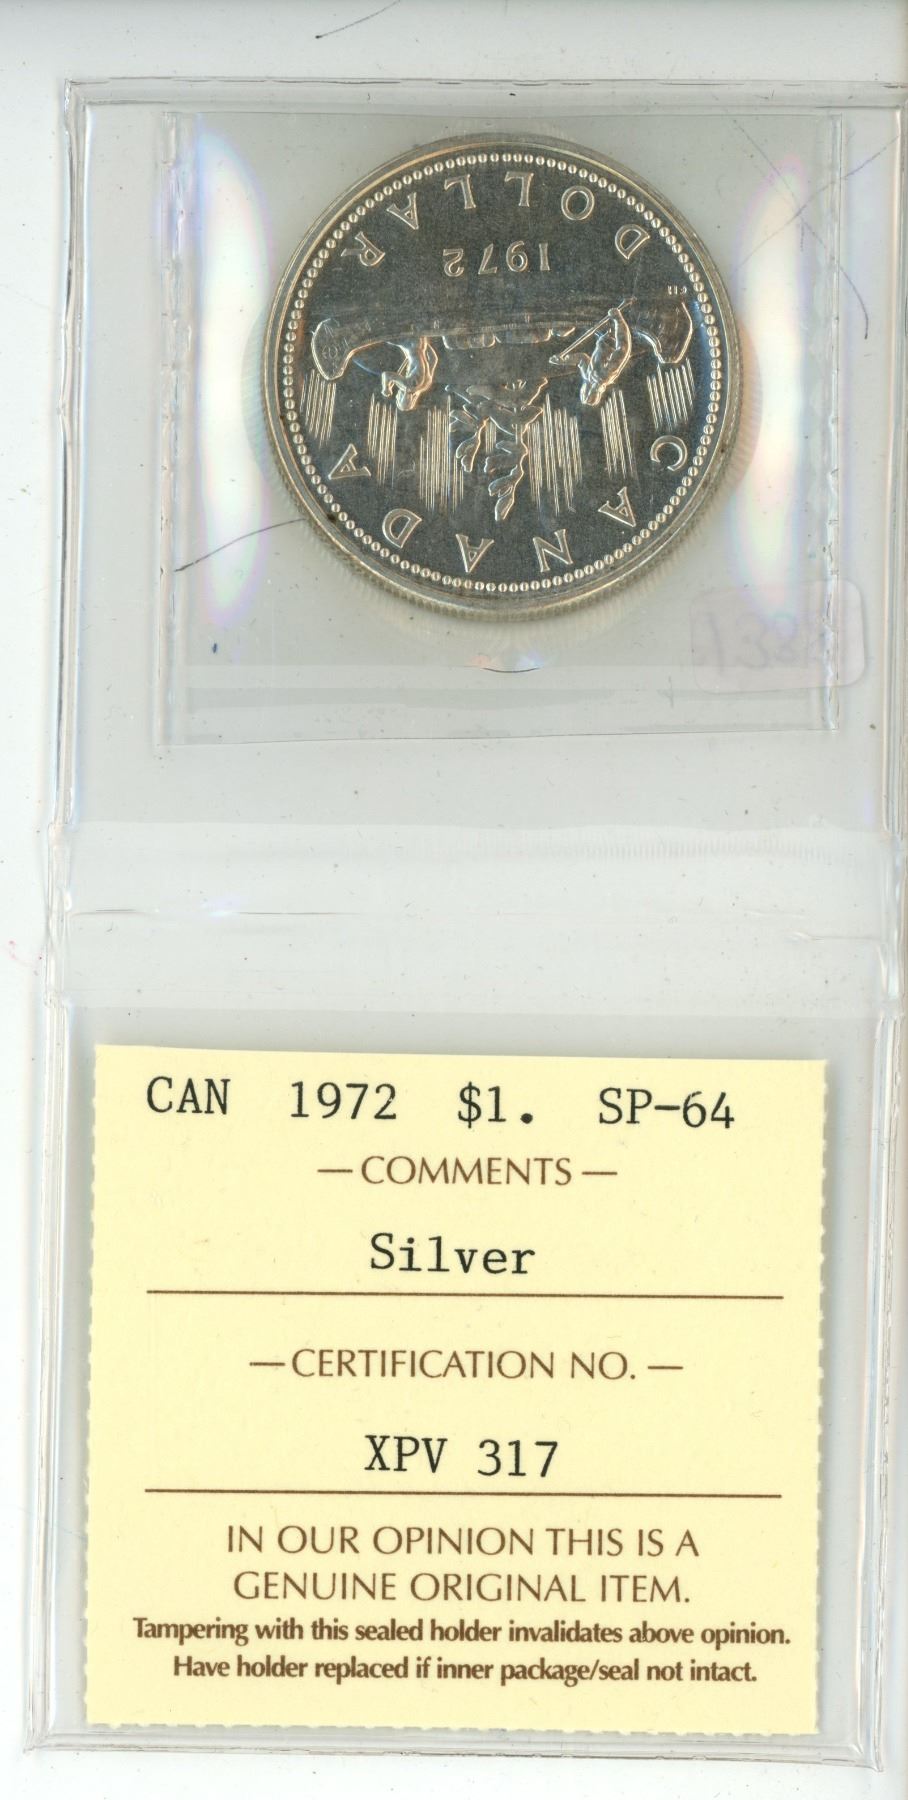 CANADA
1972
DOLLAR
CAN 1972 $1. SP-64
— COMMENTS —
Silver
— CERTIFICATION NO. —
XPV 317
IN OUR OPINION THIS IS A
GENUINE ORIGINAL ITEM.
Tampering with this sealed holder invalidates above opinion.
Have holder replaced if inner package/seal not intact.